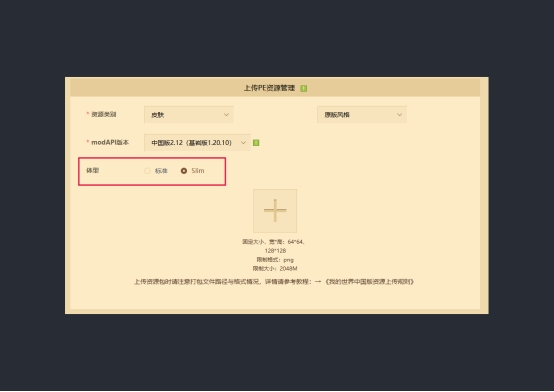 上传PE资源管理
* 资源类别 皮肤 原版风格
* modAPI版本 中国版2.12（基岩版1.20.10）
体型 标准 Slim
固定大小，宽*高：64*64,
128*128
限制格式：png
限制大小：2048M
上传资源包时请注意打包文件路径与格式情况，详情请参考教程：→ 《我的世界中国版资源上传规则》